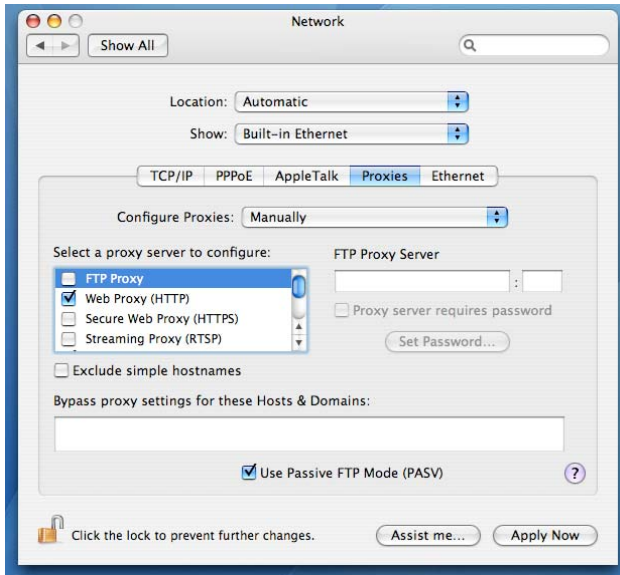 Network
Show All
Location: Automatic
Show: Built-in Ethernet
TCP/IP PPPoE AppleTalk Proxies Ethernet
Configure Proxies: Manually
Select a proxy server to configure:
FTP Proxy
Web Proxy (HTTP)
Secure Web Proxy (HTTPS)
Streaming Proxy (RTSP)
FTP Proxy Server
:
Proxy server requires password
Set Password...
Exclude simple hostnames
Bypass proxy settings for these Hosts & Domains:
Use Passive FTP Mode (PASV)
?
Click the lock to prevent further changes.
Assist me...
Apply Now